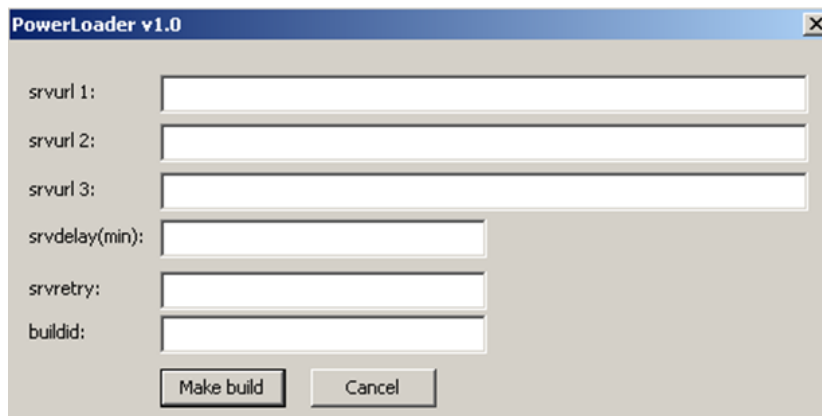 PowerLoader v1.0
srvurl 1:
srvurl 2:
srvurl 3:
srvdelay(min):
srvretry:
buildid:
Make build Cancel